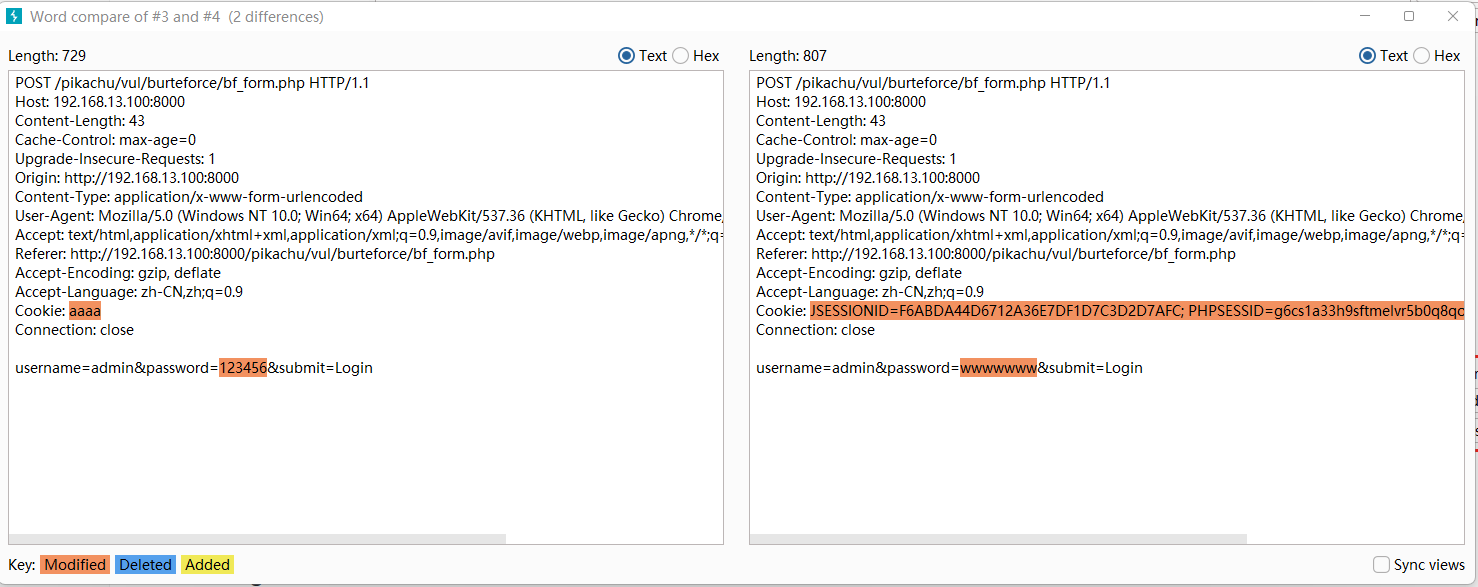 Word compare of #3 and #4 (2 differences)
Length: 729
Text Hex
POST /pikachu/vul/burteforce/bf_form.php HTTP/1.1
Host: 192.168.13.100:8000
Content-Length: 43
Cache-Control: max-age=0
Upgrade-Insecure-Requests: 1
Origin: http://192.168.13.100:8000
Content-Type: application/x-www-form-urlencoded
User-Agent: Mozilla/5.0 (Windows NT 10.0; Win64; x64) AppleWebKit/537.36 (KHTML, like Gecko) Chrome,
Accept: text/html,application/xhtml+xml,application/xml;q=0.9,image/avif,image/webp,image/apng,*/*;q=
Referer: http://192.168.13.100:8000/pikachu/vul/burteforce/bf_form.php
Accept-Encoding: gzip, deflate
Accept-Language: zh-CN,zh;q=0.9
Cookie: aaaa
Connection: close
username=admin&password=123456&submit=Login
Length: 807
Text Hex
POST /pikachu/vul/burteforce/bf_form.php HTTP/1.1
Host: 192.168.13.100:8000
Content-Length: 43
Cache-Control: max-age=0
Upgrade-Insecure-Requests: 1
Origin: http://192.168.13.100:8000
Content-Type: application/x-www-form-urlencoded
User-Agent: Mozilla/5.0 (Windows NT 10.0; Win64; x64) AppleWebKit/537.36 (KHTML, like Gecko) Chrome,
Accept: text/html,application/xhtml+xml,application/xml;q=0.9,image/avif,image/webp,image/apng,*/*;q=
Referer: http://192.168.13.100:8000/pikachu/vul/burteforce/bf_form.php
Accept-Encoding: gzip, deflate
Accept-Language: zh-CN,zh;q=0.9
Cookie: JSESSIONID=F6ABDA44D6712A36E7DF1D7C3D2D7AFC; PHPSESSID=g6cs1a33h9sftmelvr5b0q8qc
Connection: close
username=admin&password=wwwwwww&submit=Login
Key: Modified Deleted Added
Sync views